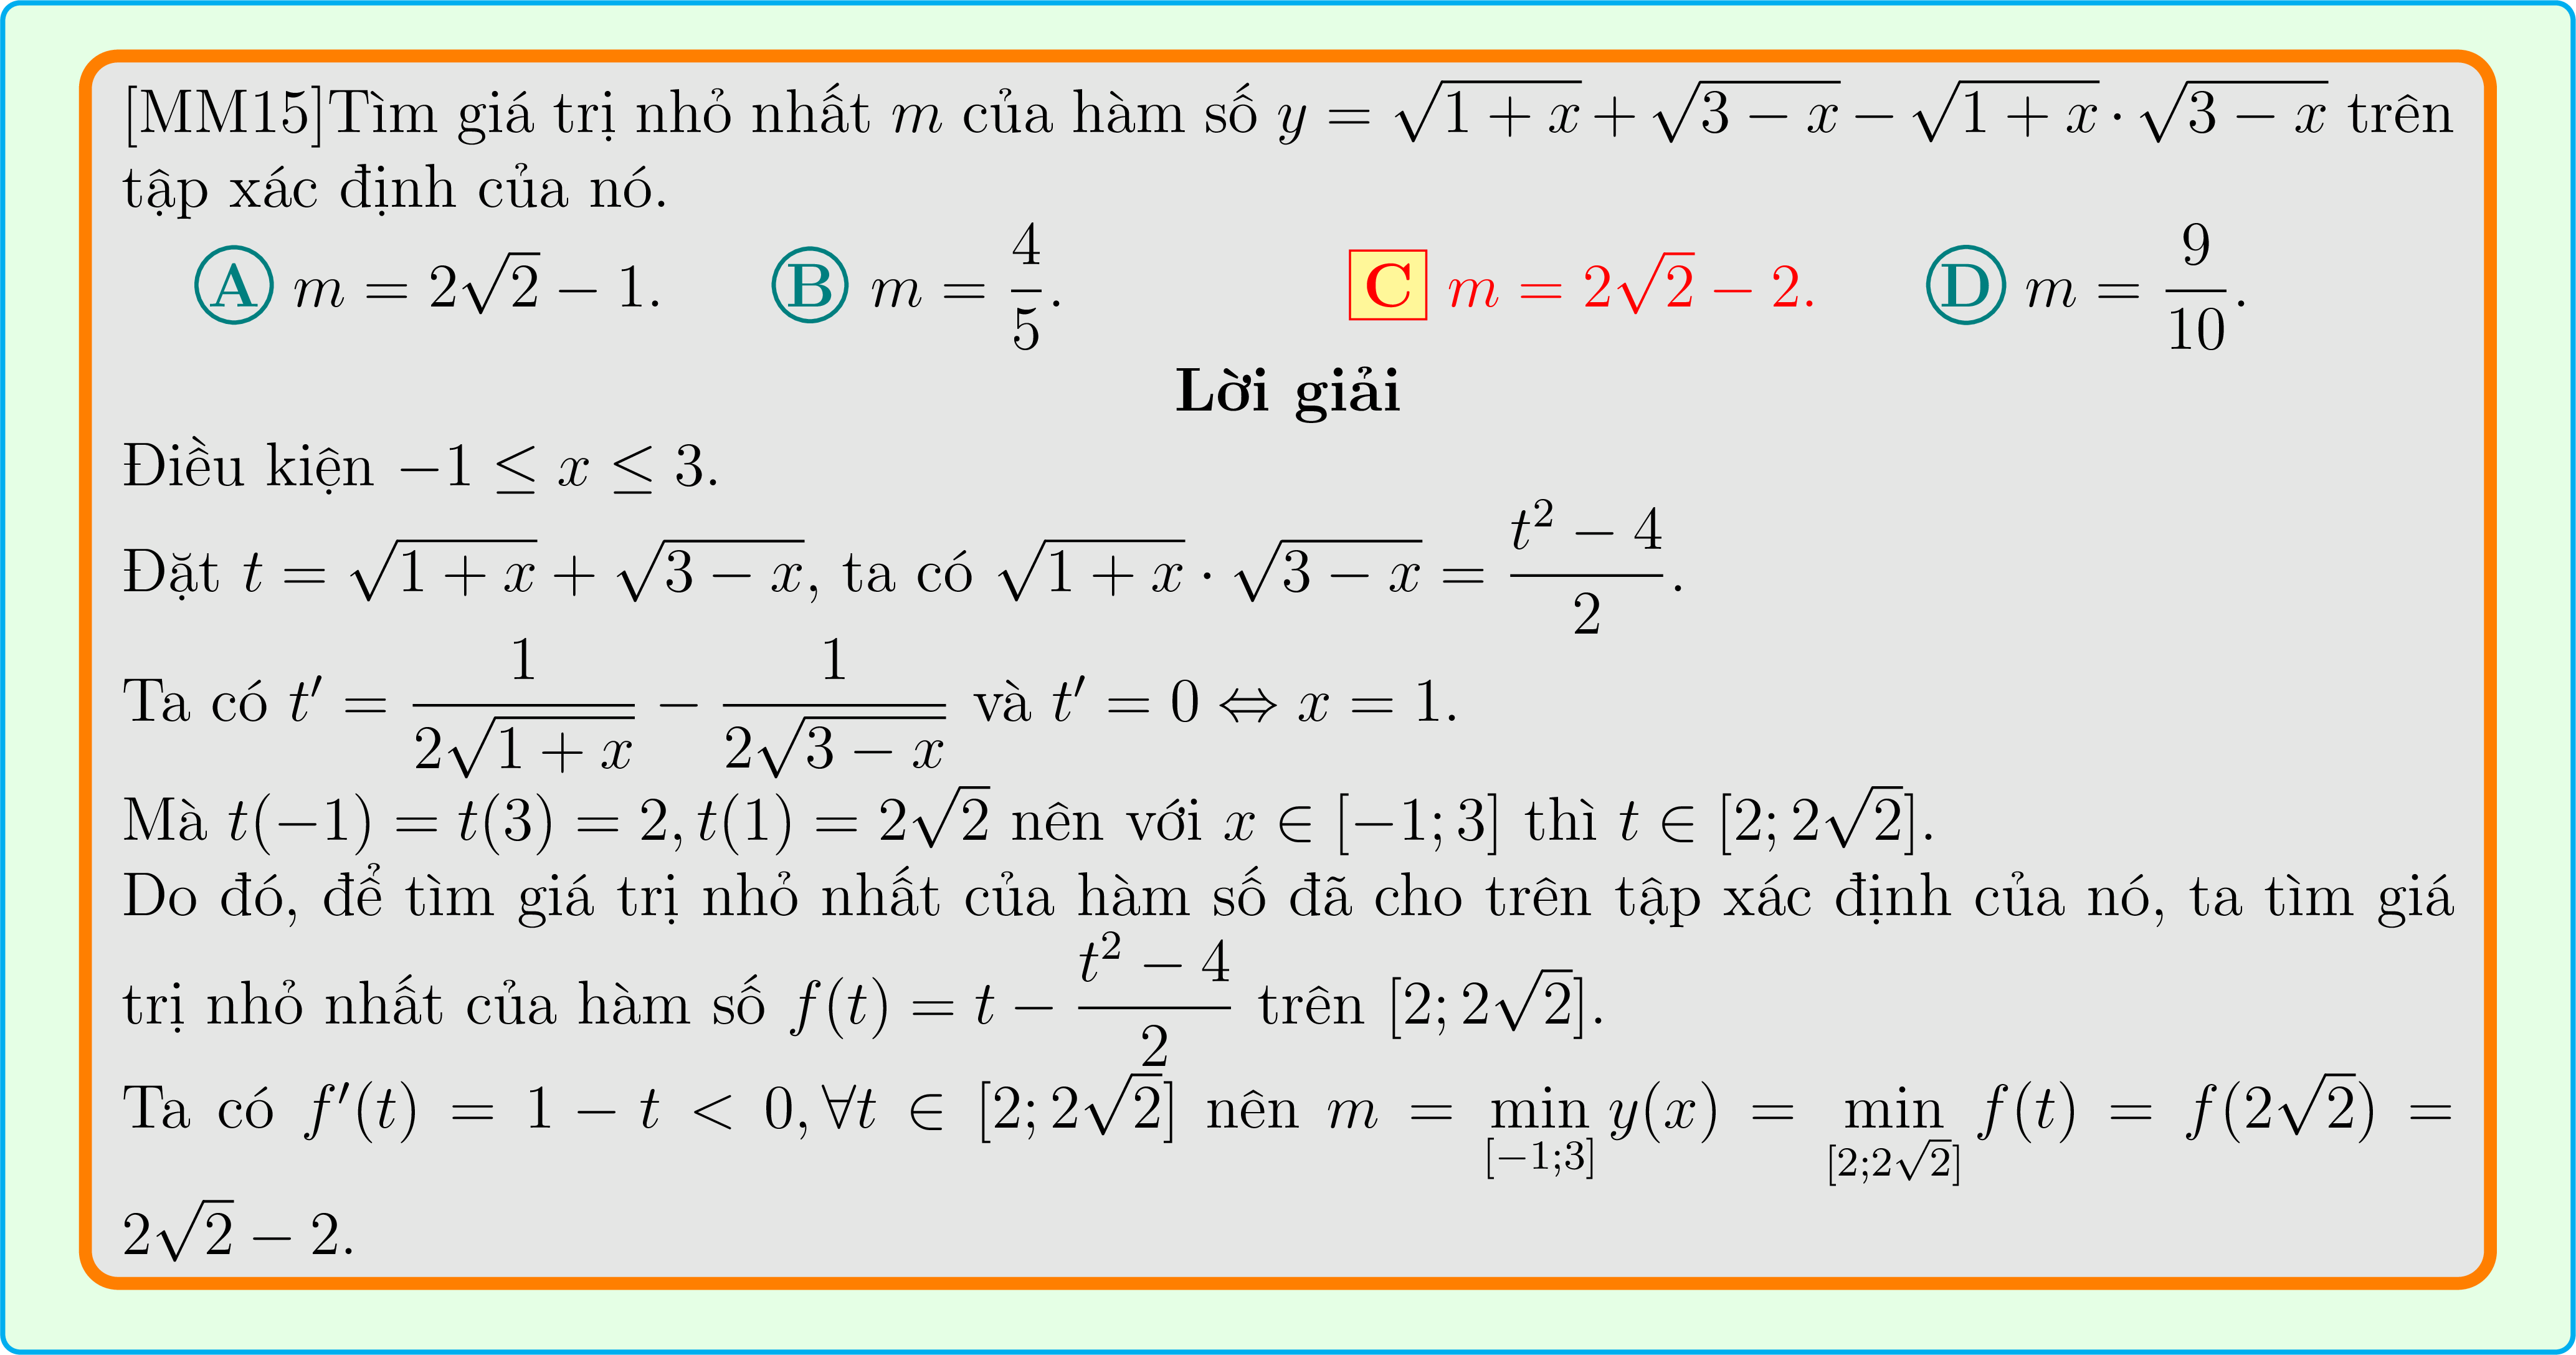 [MM15]Tìm giá trị nhỏ nhất $m$ của hàm số $y = \sqrt{1+x} + \sqrt{3-x} - \sqrt{1+x} \cdot \sqrt{3-x}$ trên
tập xác định của nó.
Ⓐ $m = 2\sqrt{2} - 1$. Ⓑ $m = \dfrac{4}{5}$. C $m = 2\sqrt{2} - 2$. Ⓓ $m = \dfrac{9}{10}$.
Lời giải
Điều kiện $-1 \leq x \leq 3$.
Đặt $t = \sqrt{1+x} + \sqrt{3-x}$, ta có $\sqrt{1+x} \cdot \sqrt{3-x} = \dfrac{t^2-4}{2}$.
Ta có $t' = \dfrac{1}{2\sqrt{1+x}} - \dfrac{1}{2\sqrt{3-x}}$ và $t' = 0 \Leftrightarrow x = 1$.
Mà $t(-1) = t(3) = 2, t(1) = 2\sqrt{2}$ nên với $x \in [-1; 3]$ thì $t \in [2; 2\sqrt{2}]$.
Do đó, để tìm giá trị nhỏ nhất của hàm số đã cho trên tập xác định của nó, ta tìm giá
trị nhỏ nhất của hàm số $f(t) = t - \dfrac{t^2-4}{2}$ trên $[2; 2\sqrt{2}]$.
Ta có $f'(t) = 1 - t < 0, \forall t \in [2; 2\sqrt{2}]$ nên $m = \min\limits_{[-1;3]} y(x) = \min\limits_{[2;2\sqrt{2}]} f(t) = f(2\sqrt{2}) =$
$2\sqrt{2} - 2$.